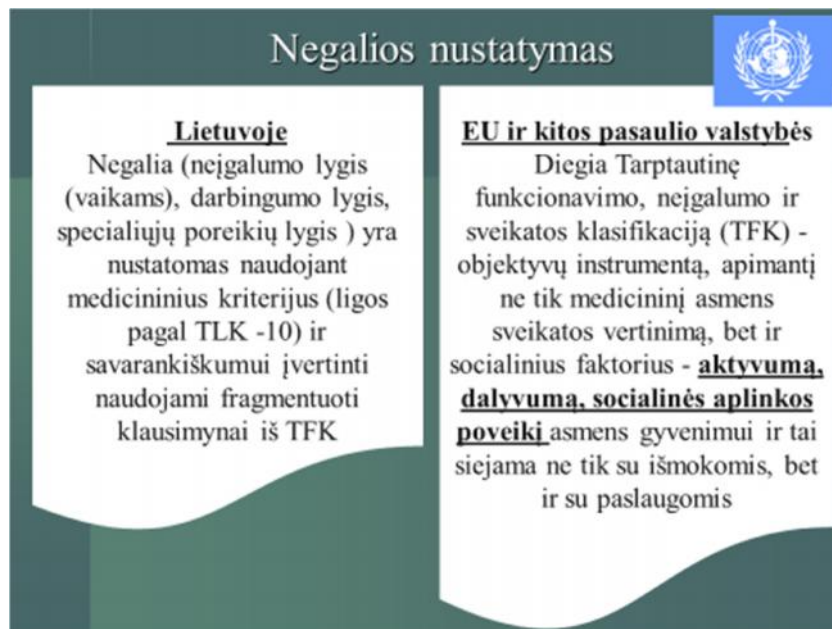 Negalios nustatymas
Lietuvoje
Negalia (neįgalumo lygis
(vaikams), darbingumo lygis,
specialiųjų poreikių lygis ) yra
nustatomas naudojant
medicininius kriterijus (ligos
pagal TLK -10) ir
savarankiškumui įvertinti
naudojami fragmentuoti
klausimynai iš TFK
EU ir kitos pasaulio valstybės
Diegia Tarptautinę
funkcionavimo, neįgalumo ir
sveikatos klasifikaciją (TFK) -
objektyvų instrumentą, apimantį
ne tik medicininį asmens
sveikatos vertinimą, bet ir
socialinius faktorius - aktyvumą,
dalyvumą, socialinės aplinkos
poveikį asmens gyvenimui ir tai
siejama ne tik su išmokomis, bet
ir su paslaugomis